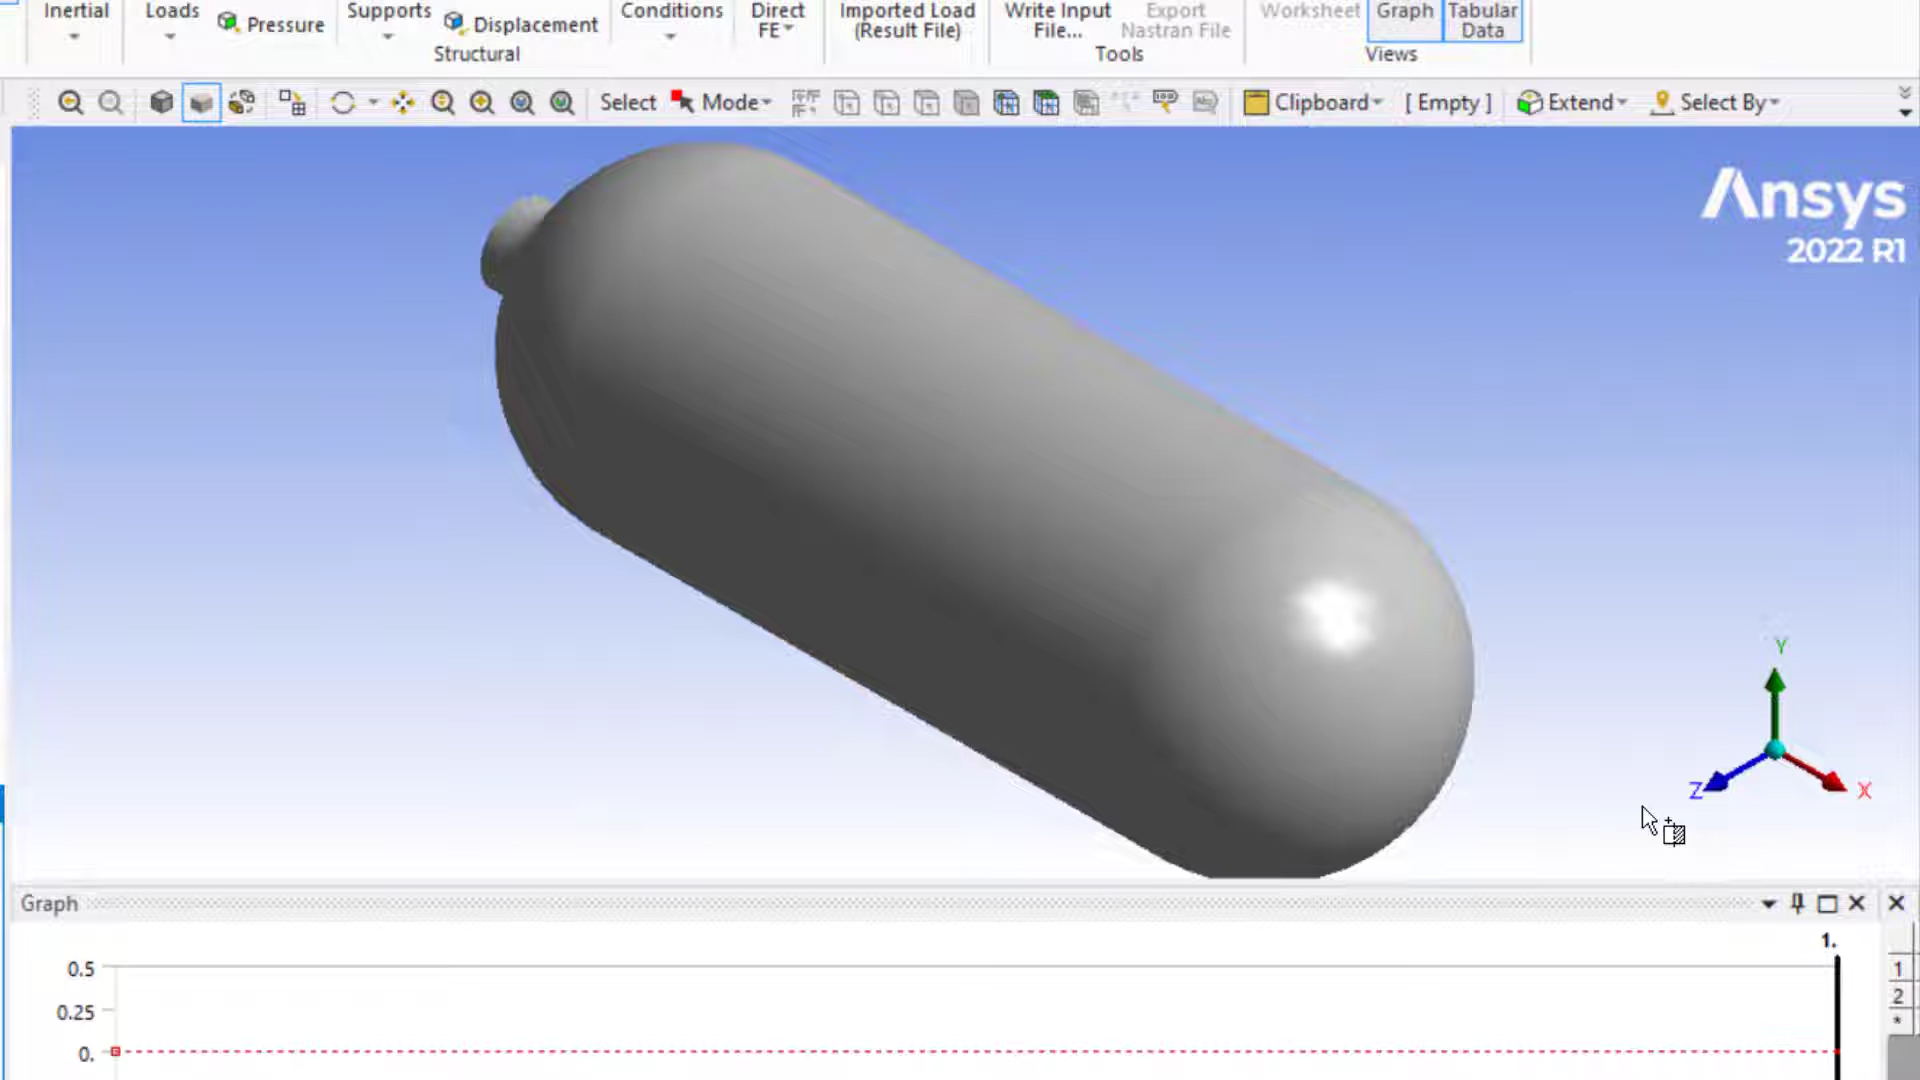 Inertial Loads Pressure Supports Displacement Conditions Direct FE Imported Load (Result File) Write Input File... Export Nastran File Worksheet Graph Tabular Data
Structural Tools Views
Select Mode Clipboard [ Empty ] Extend Select By
Ansys
2022 R1
Y
Z
X
Graph
1.
0.5
1
0.25
2
*
0.